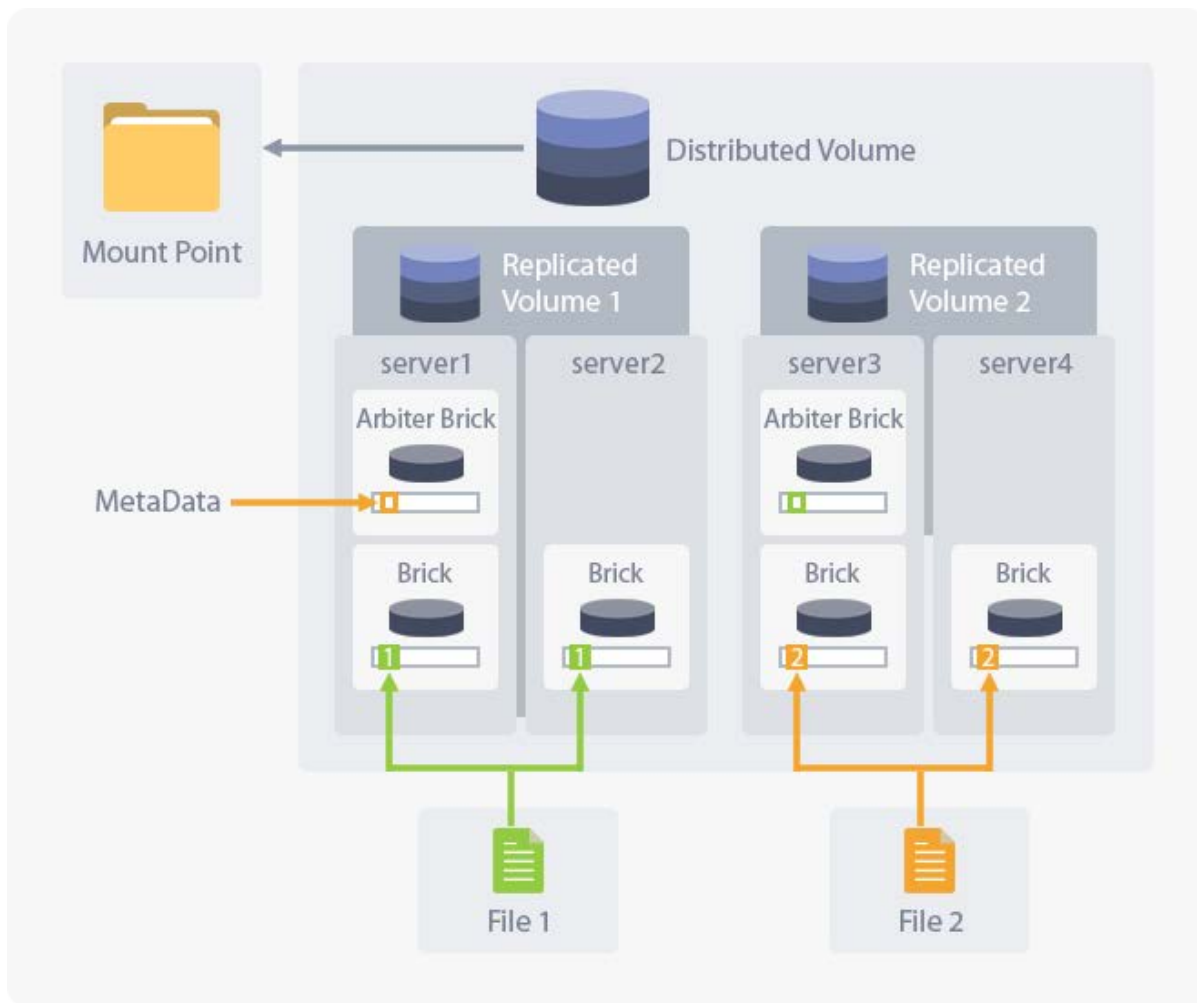 Distributed Volume
Mount Point
Replicated
Volume 1
Replicated
Volume 2
server1
server2
server3
server4
Arbiter Brick
Arbiter Brick
MetaData
Brick
Brick
Brick
Brick
1
1
2
2
File 1
File 2